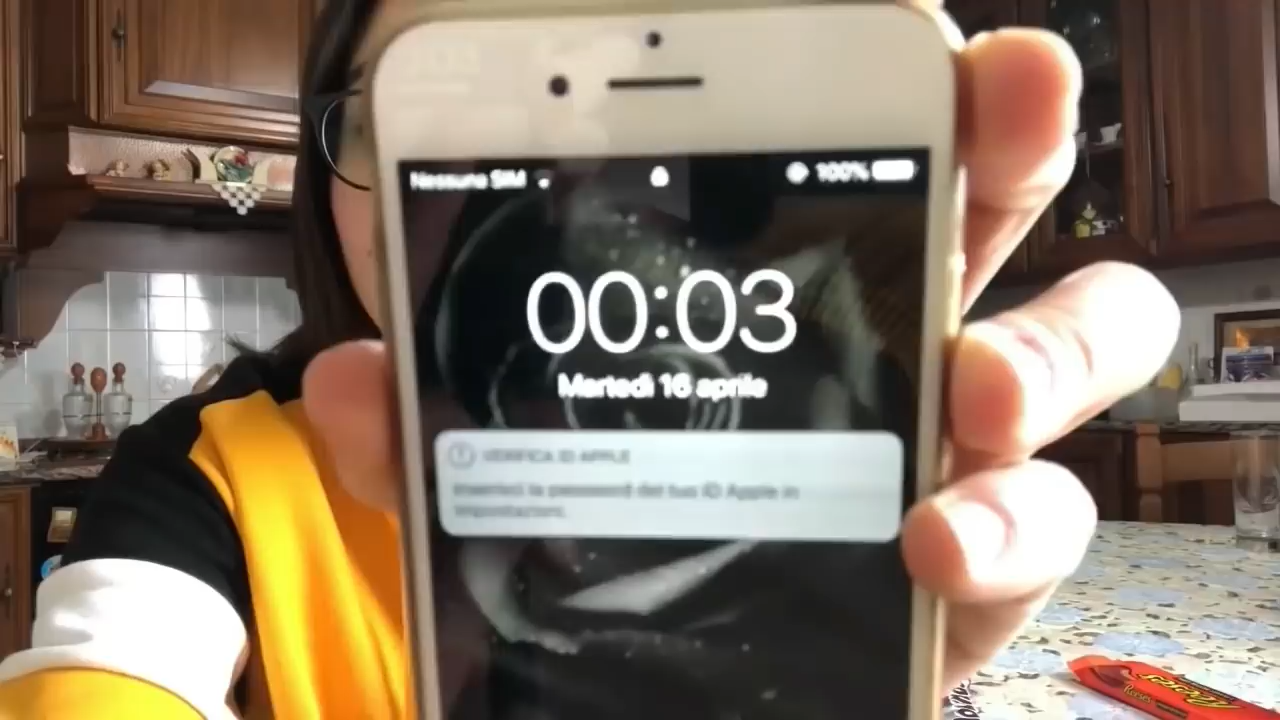 Nessuna SIM
100%
00:03
Martedì 16 aprile
VERIFICA ID APPLE
Inserisci la password del tuo ID Apple in
Impostazioni.
Reese's